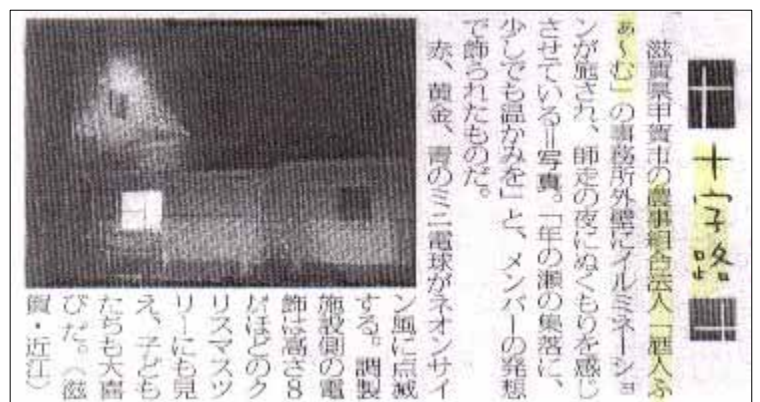 十字路
滋賀県甲賀市の農事組合法人「酒人ふ
ぁ〜む」の事務所外壁にイルミネーショ
ンが施され、師走の夜にぬくもりを感じ
させている＝写真。「年の瀬の集落に、
少しでも温かみを」と、メンバーの発想
で飾られたものだ。
赤、黄金、青のミニ電球がネオンサイ
ン風に点滅
する。調製
施設側の電
飾は高さ8
㍍ほどのク
リスマスツ
リーにも見
え、子ども
たちも大喜
びだ。〈滋
賀・近江〉